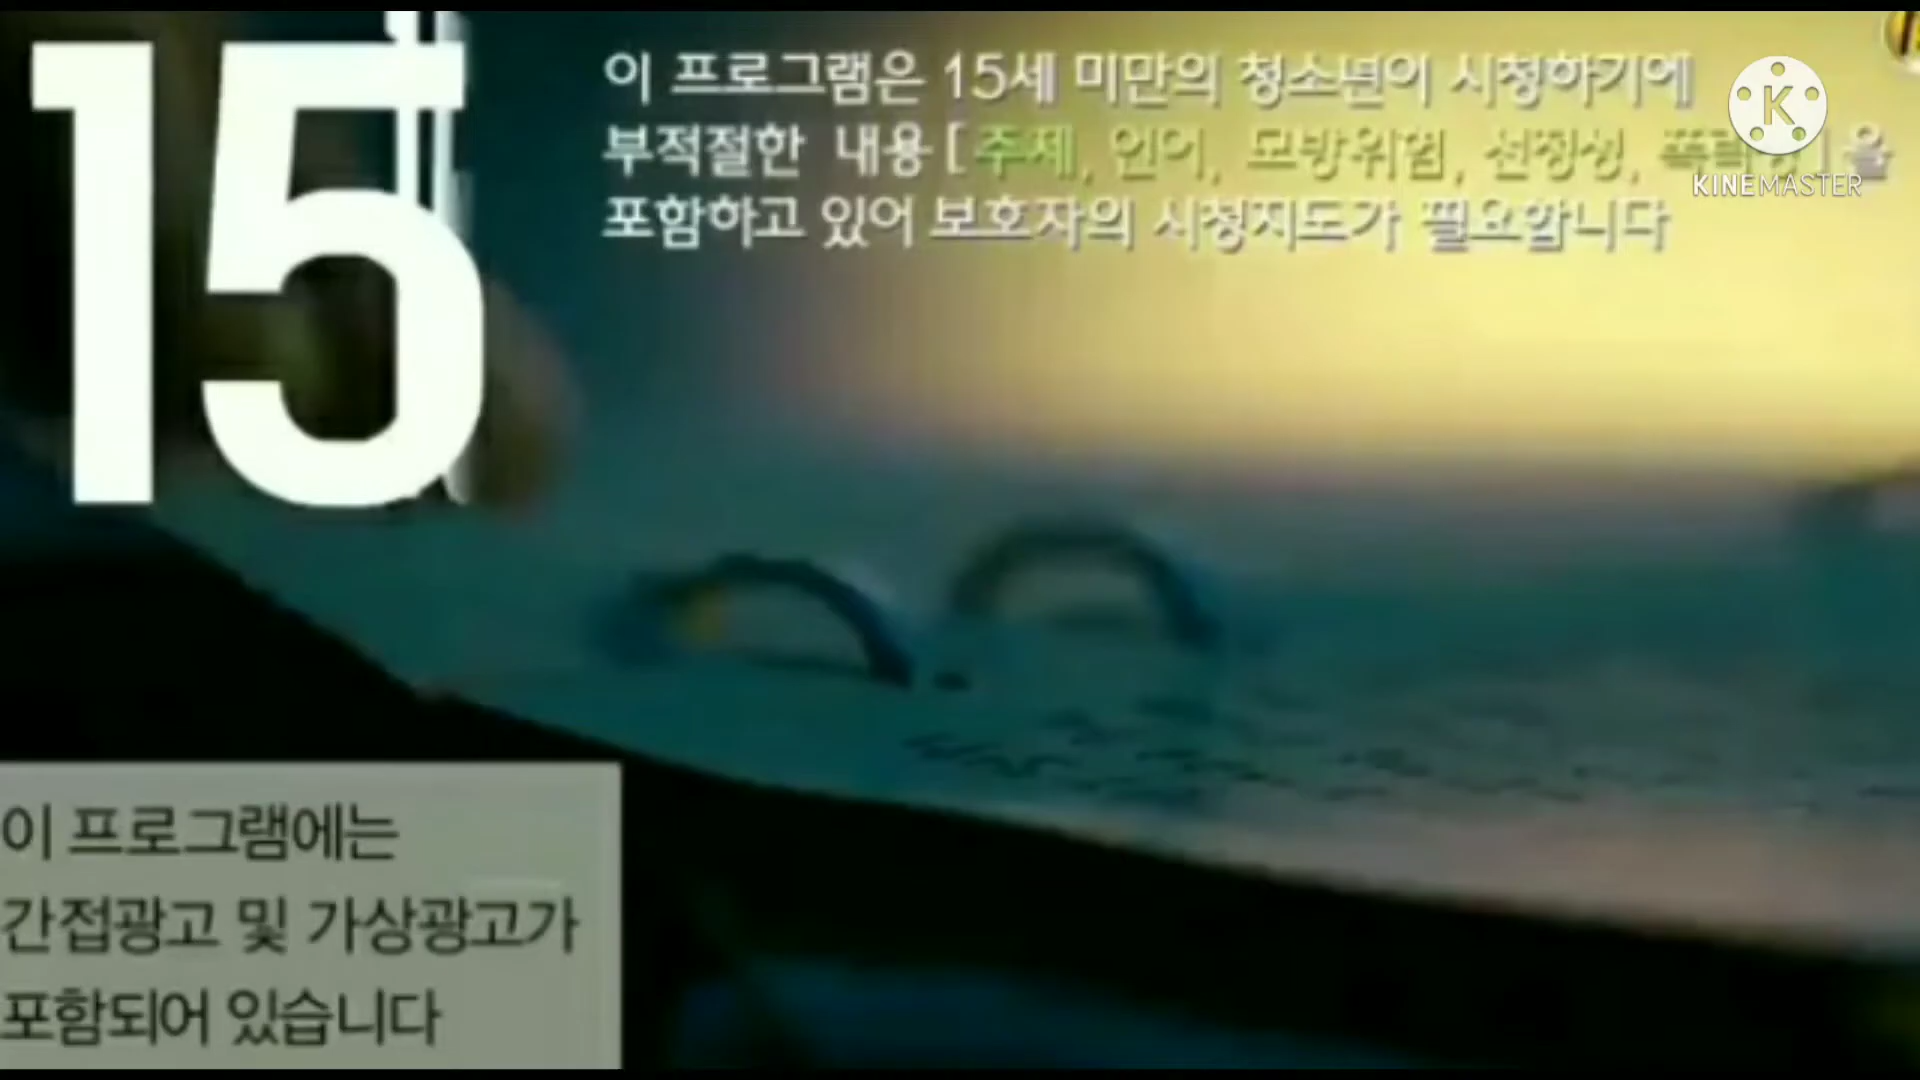 15
이 프로그램은 15세 미만의 청소년이 시청하기에
부적절한 내용 [주제, 언어, 모방위험, 선정성, 폭력성]을
포함하고 있어 보호자의 시청지도가 필요합니다
KINEMASTER
이 프로그램에는
간접광고 및 가상광고가
포함되어 있습니다